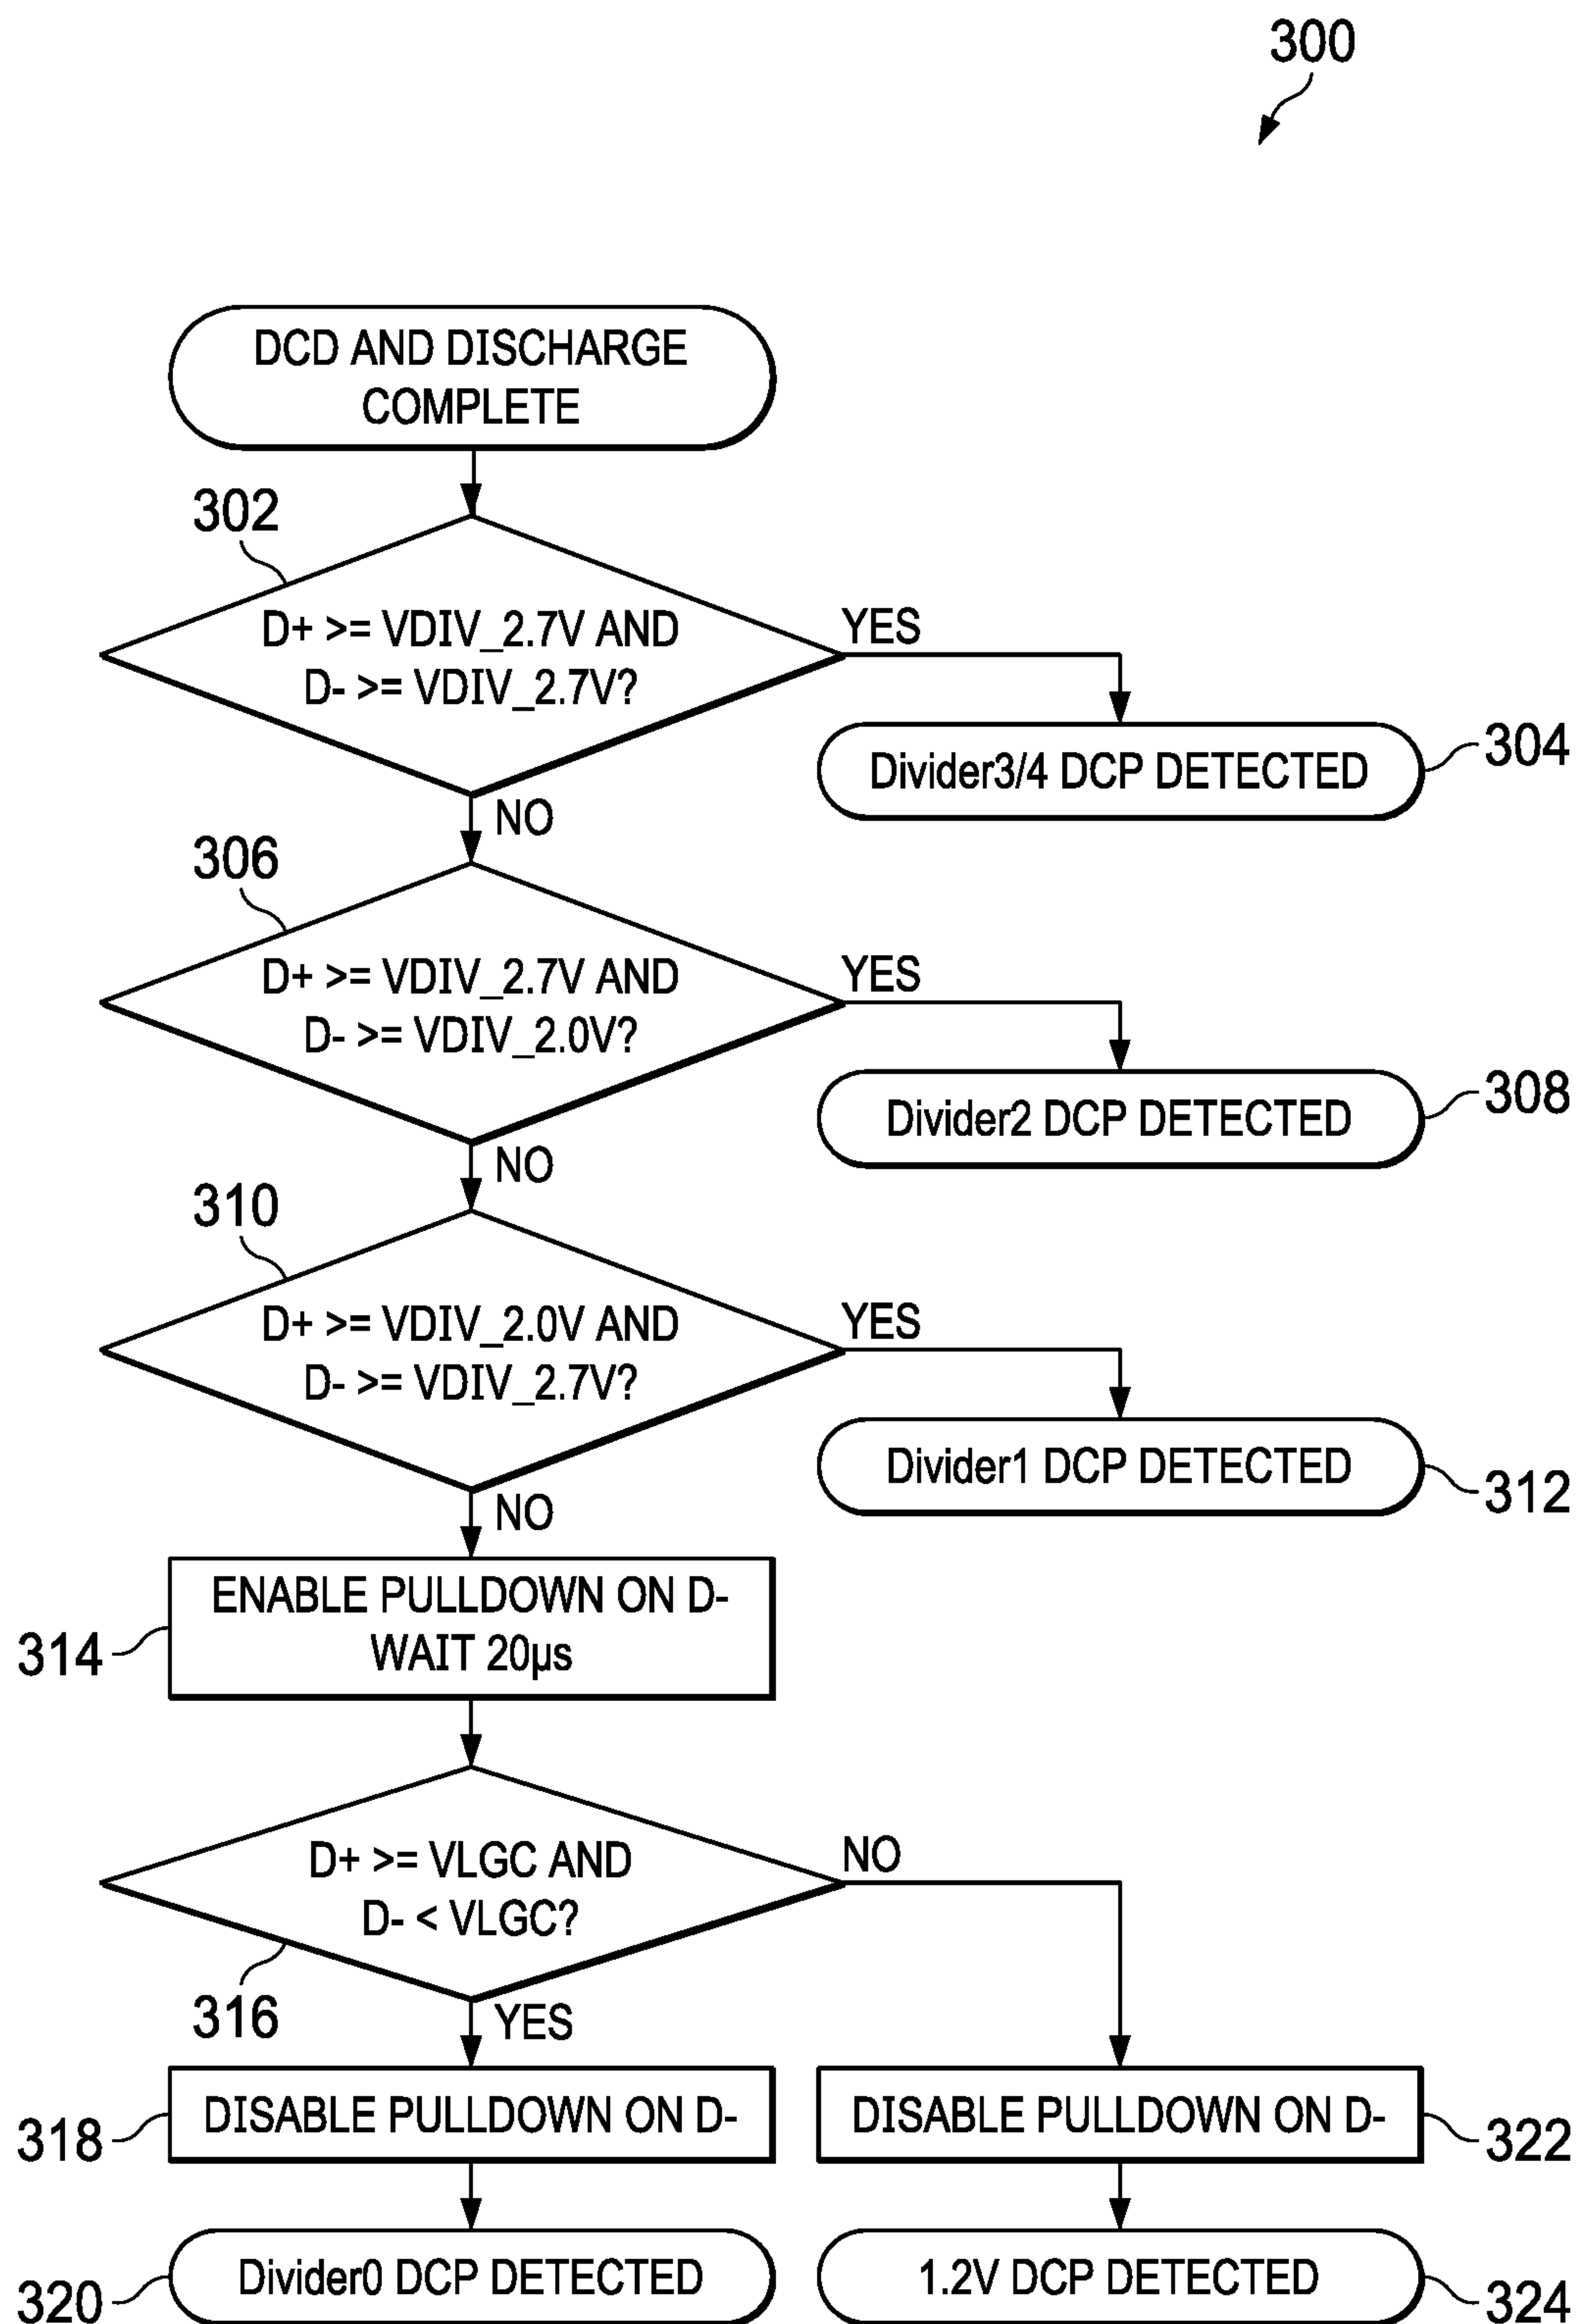 300
DCD AND DISCHARGE
COMPLETE
302
D+ >= VDIV_2.7V AND
D- >= VDIV_2.7V?
YES
Divider3/4 DCP DETECTED
304
NO
306
D+ >= VDIV_2.7V AND
D- >= VDIV_2.0V?
YES
Divider2 DCP DETECTED
308
NO
310
D+ >= VDIV_2.0V AND
D- >= VDIV_2.7V?
YES
Divider1 DCP DETECTED
312
NO
ENABLE PULLDOWN ON D-
WAIT 20µs
314
D+ >= VLGC AND
D- < VLGC?
NO
316
YES
DISABLE PULLDOWN ON D-
318
DISABLE PULLDOWN ON D-
322
Divider0 DCP DETECTED
320
1.2V DCP DETECTED
324